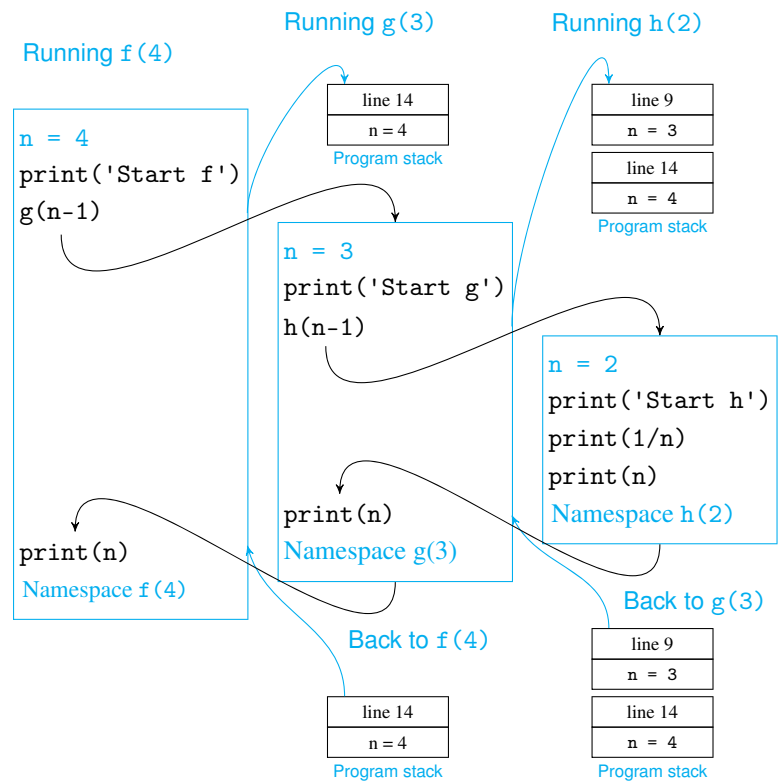 Running f(4)
Running g(3)
Running h(2)
line 14
n = 4
Program stack
line 9
n = 3
line 14
n = 4
Program stack
n = 4
print('Start f')
g(n-1)
n = 3
print('Start g')
h(n-1)
n = 2
print('Start h')
print(1/n)
print(n)
Namespace h(2)
print(n)
Namespace g(3)
print(n)
Namespace f(4)
Back to f(4)
Back to g(3)
line 14
n = 4
Program stack
line 9
n = 3
line 14
n = 4
Program stack